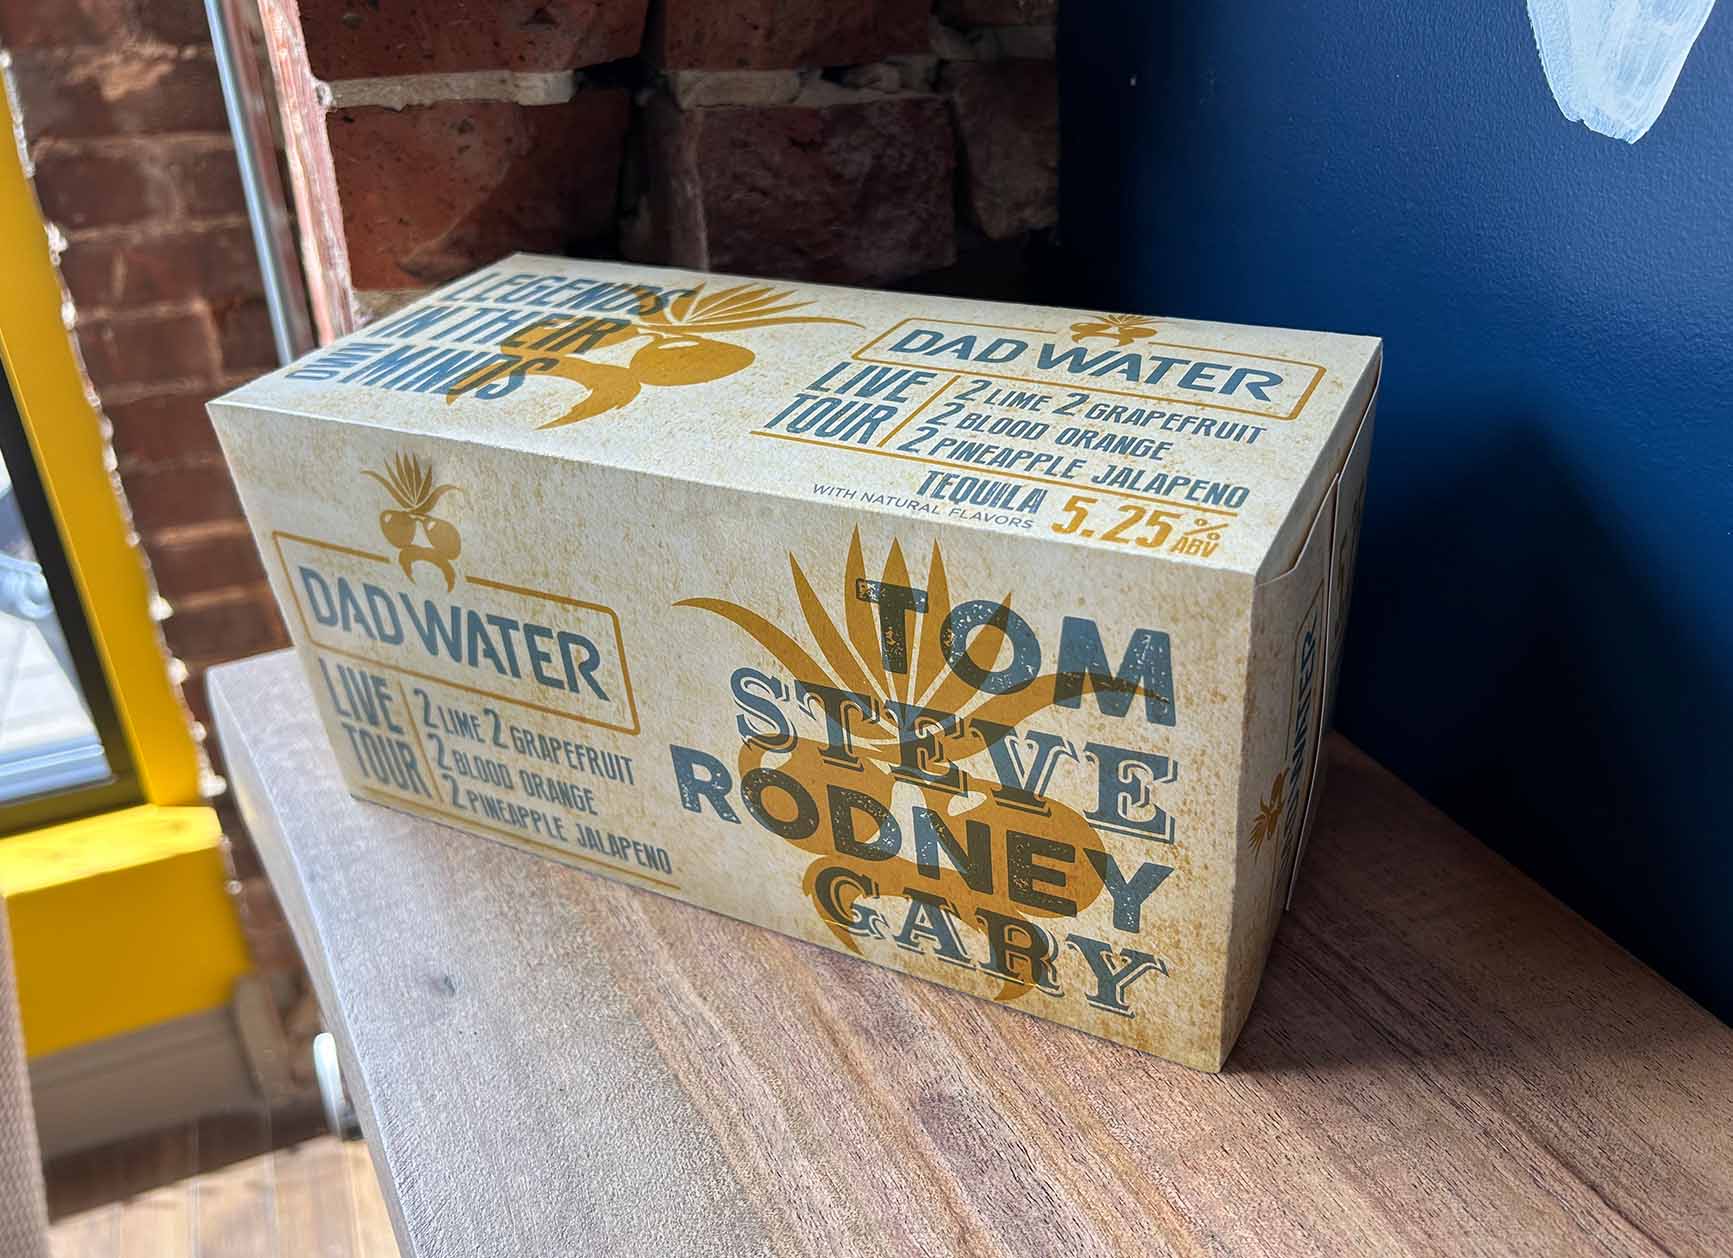 LEGENDS
IN THEIR
OWN MINDS
DAD WATER
LIVE TOUR
2 LIME 2 GRAPEFRUIT
2 BLOOD ORANGE
2 PINEAPPLE JALAPENO
TEQUILA
WITH NATURAL FLAVORS
5.25% ABV
DAD WATER
LIVE TOUR
2 LIME 2 GRAPEFRUIT
2 BLOOD ORANGE
2 PINEAPPLE JALAPENO
TOM
STEVE
RODNEY
GARY
DAD WATER